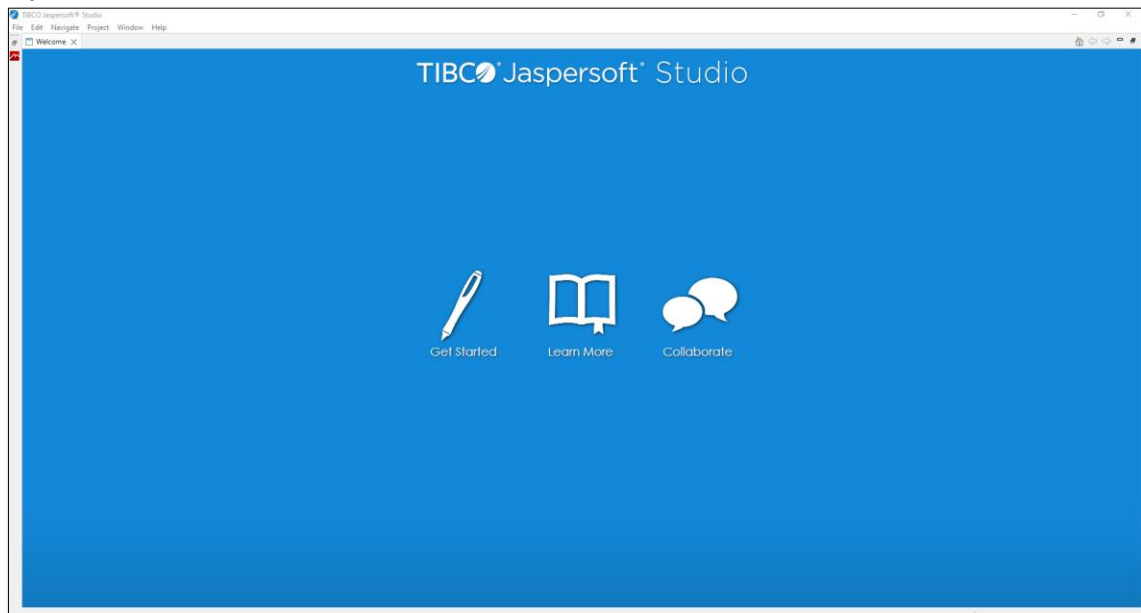 TIBCO Jaspersoft® Studio
File Edit Navigate Project Window Help
Welcome
TIBCO® Jaspersoft® Studio
Get Started Learn More Collaborate